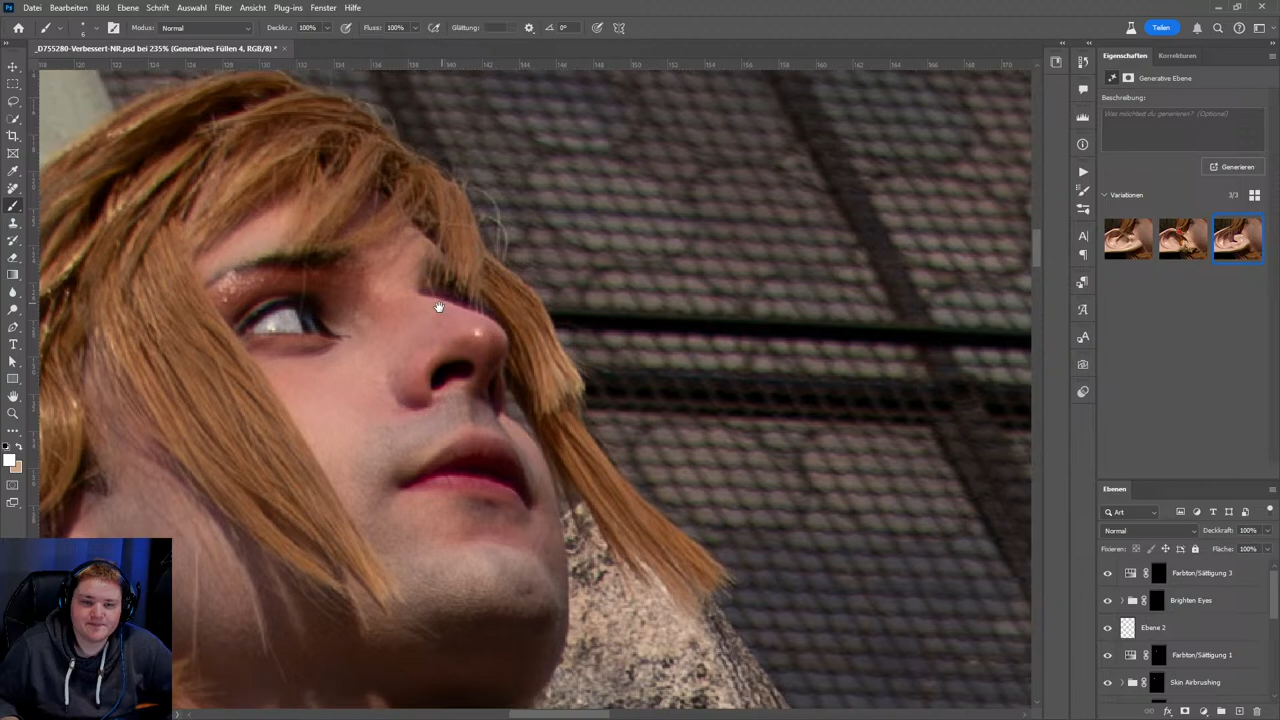 Datei Bearbeiten Bild Ebene Schrift Auswahl Filter Ansicht Plug-ins Fenster Hilfe
6 Modus: Normal Deckkr.: 100% Fluss: 100% Glättung: 0° Teilen
_D755280-Verbessert-NR.psd bei 235% (Generatives Füllen 4, RGB/8) *
Eigenschaften Korrekturen
Generative Ebene
Beschreibung:
Was möchtest du generieren? (Optional)
Generieren
Variationen 3/3
Ebenen
Art
Normal Deckkraft: 100%
Fixieren: Fläche: 100%
Farbton/Sättigung 3
Brighten Eyes
Ebene 2
Farbton/Sättigung 1
Skin Airbrushing